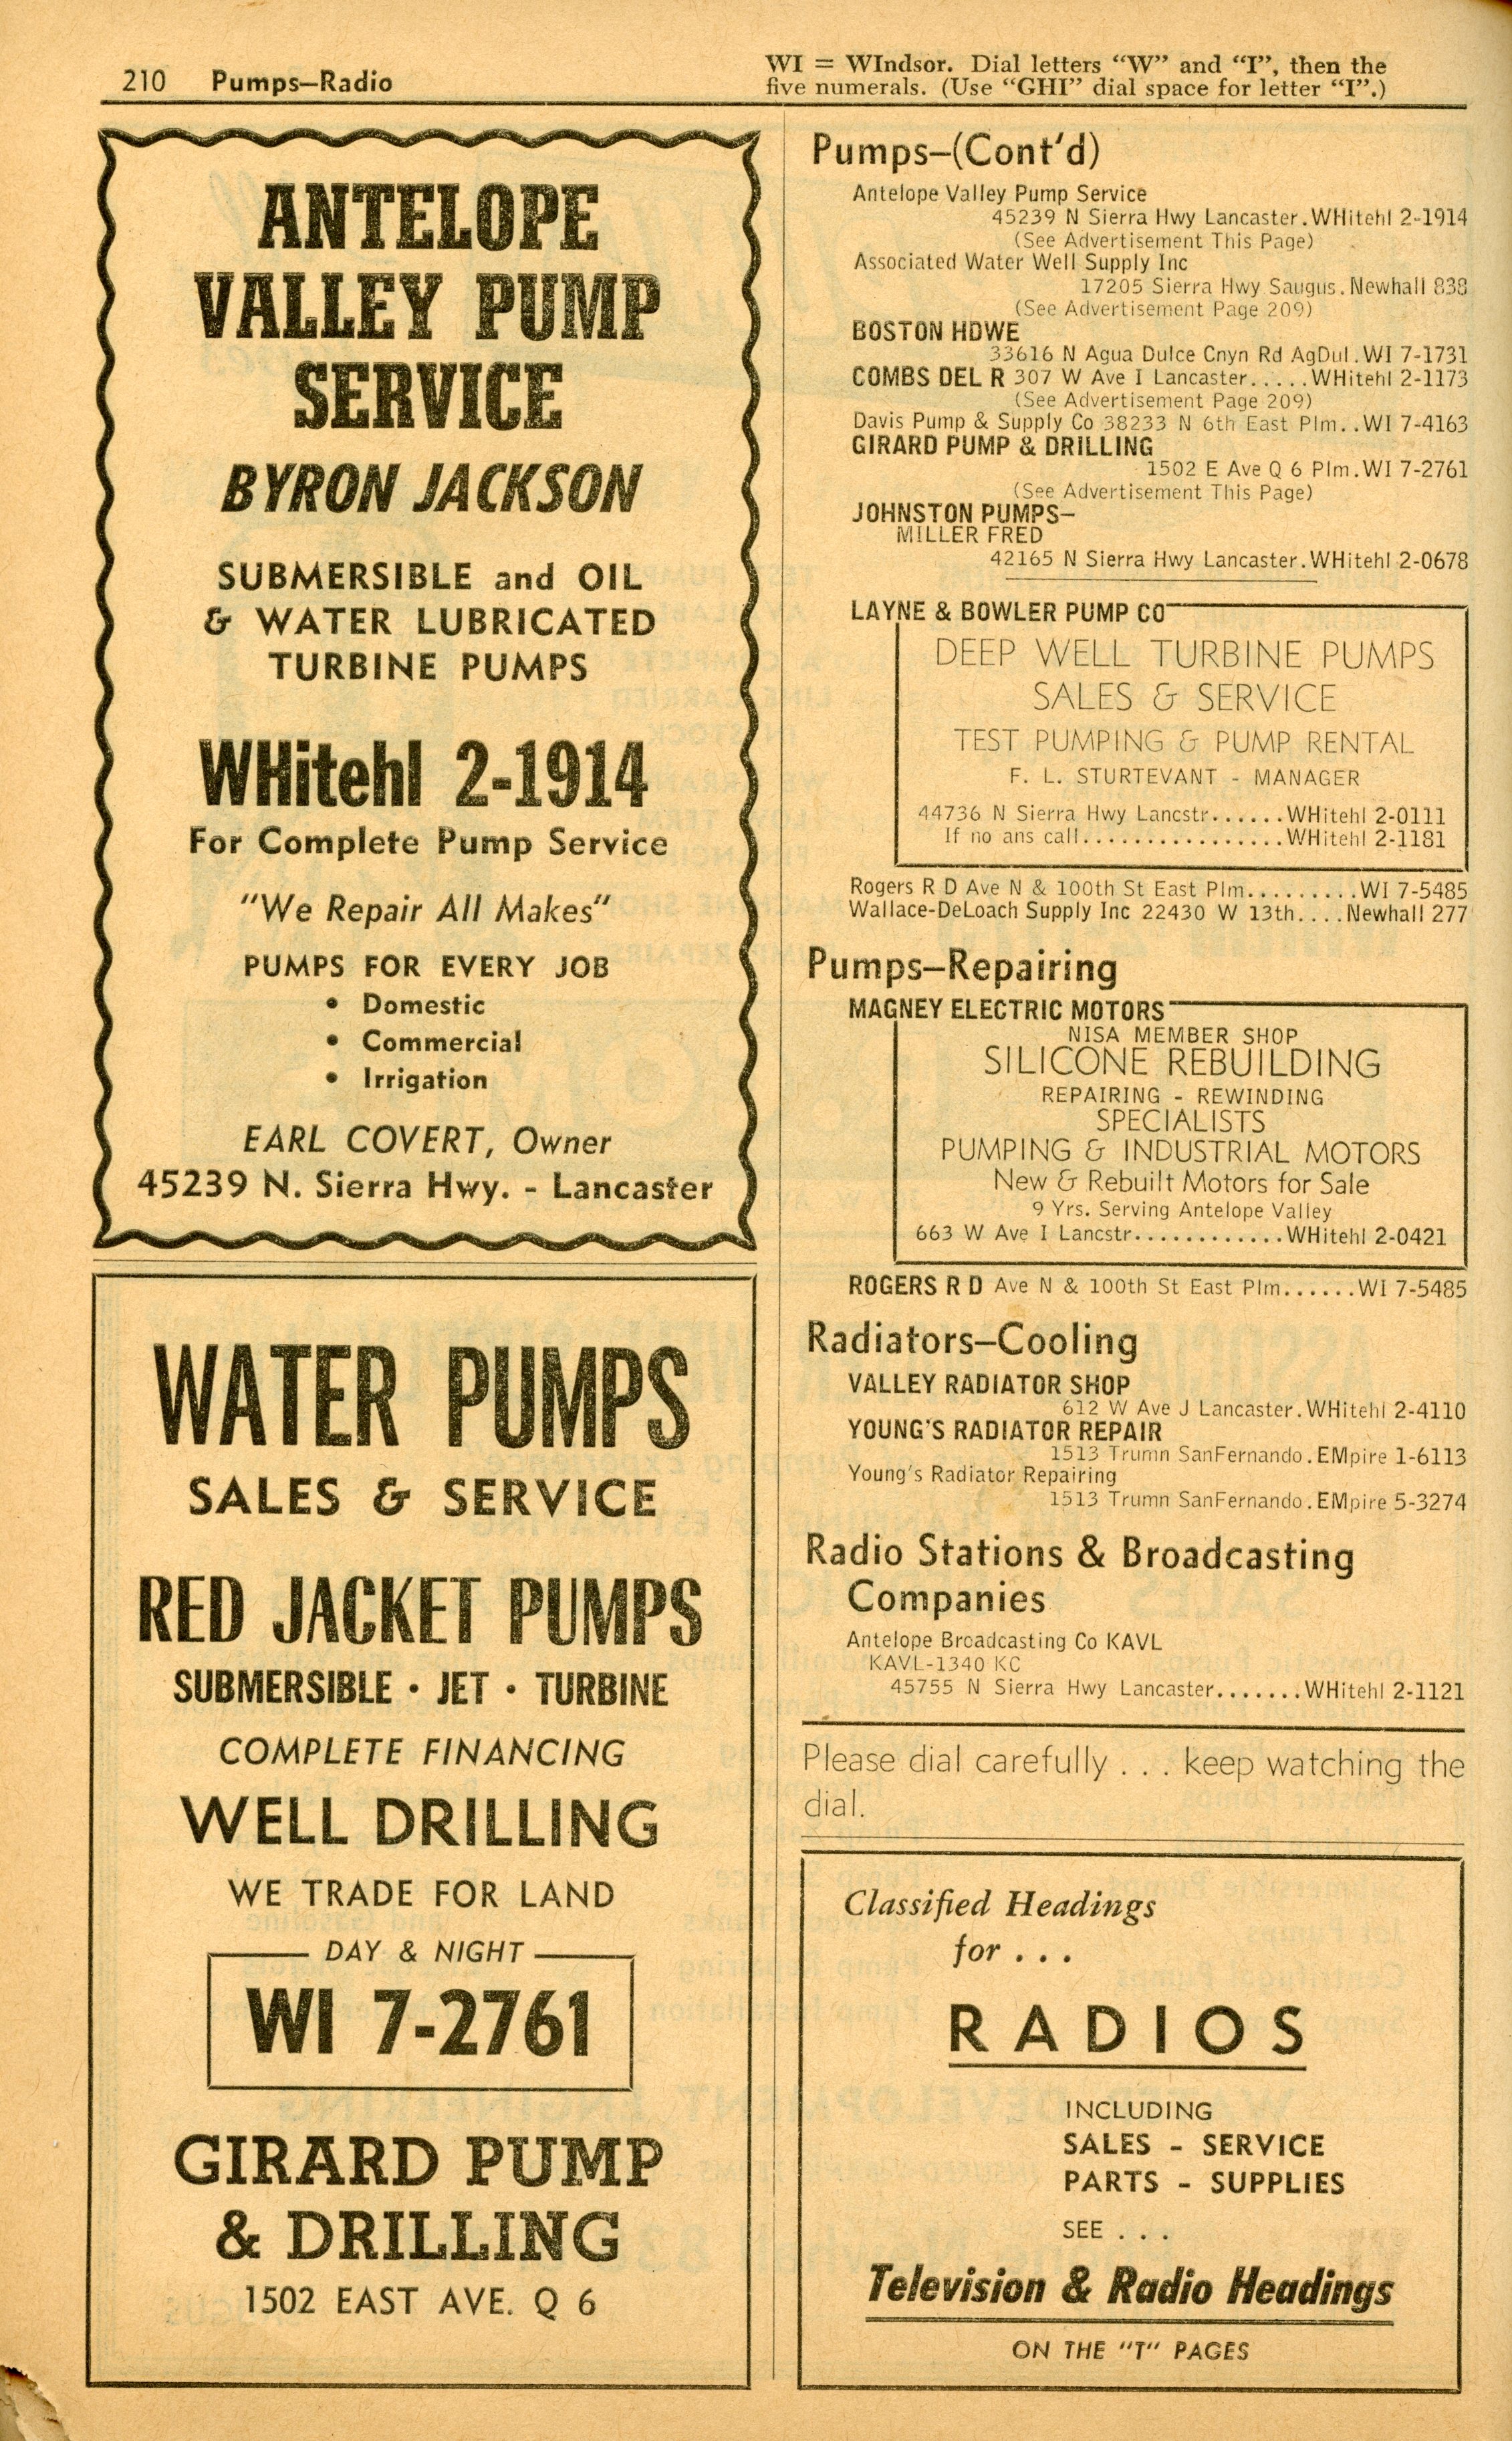 210 Pumps—Radio
WI = WIndsor. Dial letters "W" and "I", then the
five numerals. (Use "GHI" dial space for letter "I".)
ANTELOPE
VALLEY PUMP
SERVICE
BYRON JACKSON
SUBMERSIBLE and OIL
& WATER LUBRICATED
TURBINE PUMPS
WHitehl 2-1914
For Complete Pump Service
"We Repair All Makes"
PUMPS FOR EVERY JOB
• Domestic
• Commercial
• Irrigation
EARL COVERT, Owner
45239 N. Sierra Hwy. - Lancaster
WATER PUMPS
SALES & SERVICE
RED JACKET PUMPS
SUBMERSIBLE · JET · TURBINE
COMPLETE FINANCING
WELL DRILLING
WE TRADE FOR LAND
DAY & NIGHT
WI 7-2761
GIRARD PUMP
& DRILLING
1502 EAST AVE. Q 6
Pumps—(Cont'd)
Antelope Valley Pump Service
45239 N Sierra Hwy Lancaster.WHitehl 2-1914
(See Advertisement This Page)
Associated Water Well Supply Inc
17205 Sierra Hwy Saugus.Newhall 838
(See Advertisement Page 209)
BOSTON HDWE
33616 N Agua Dulce Cnyn Rd AgDul.WI 7-1731
COMBS DEL R 307 W Ave I Lancaster.....WHitehl 2-1173
(See Advertisement Page 209)
Davis Pump & Supply Co 38233 N 6th East Plm..WI 7-4163
GIRARD PUMP & DRILLING
1502 E Ave Q 6 Plm.WI 7-2761
(See Advertisement This Page)
JOHNSTON PUMPS—
MILLER FRED
42165 N Sierra Hwy Lancaster.WHitehl 2-0678
LAYNE & BOWLER PUMP CO
DEEP WELL TURBINE PUMPS
SALES & SERVICE
TEST PUMPING & PUMP RENTAL
F. L. STURTEVANT - MANAGER
44736 N Sierra Hwy Lancstr......WHitehl 2-0111
If no ans call.................WHitehl 2-1181
Rogers R D Ave N & 100th St East Plm.........WI 7-5485
Wallace-DeLoach Supply Inc 22430 W 13th....Newhall 277
Pumps—Repairing
MAGNEY ELECTRIC MOTORS
NISA MEMBER SHOP
SILICONE REBUILDING
REPAIRING - REWINDING
SPECIALISTS
PUMPING & INDUSTRIAL MOTORS
New & Rebuilt Motors for Sale
9 Yrs. Serving Antelope Valley
663 W Ave I Lancstr............WHitehl 2-0421
ROGERS R D Ave N & 100th St East Plm......WI 7-5485
Radiators—Cooling
VALLEY RADIATOR SHOP
612 W Ave J Lancaster.WHitehl 2-4110
YOUNG'S RADIATOR REPAIR
1513 Trumn SanFernando.EMpire 1-6113
Young's Radiator Repairing
1513 Trumn SanFernando.EMpire 5-3274
Radio Stations & Broadcasting
Companies
Antelope Broadcasting Co KAVL
KAVL-1340 KC
45755 N Sierra Hwy Lancaster.......WHitehl 2-1121
Please dial carefully . . . keep watching the
dial.
Classified Headings
for . . .
RADIOS
INCLUDING
SALES - SERVICE
PARTS - SUPPLIES
SEE . . .
Television & Radio Headings
ON THE "T" PAGES